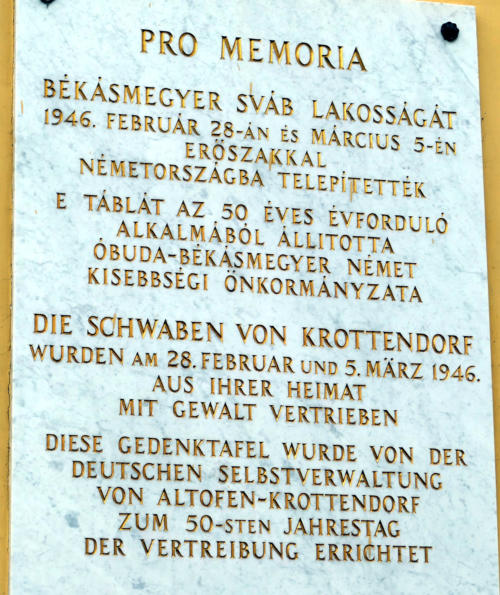 PRO MEMORIA
BÉKÁSMEGYER SVÁB LAKOSSÁGÁT
1946. FEBRUÁR 28-ÁN ÉS MÁRCIUS 5-ÉN
ERŐSZAKKAL
NÉMETORSZÁGBA TELEPÍTETTÉK
E TÁBLÁT AZ 50 ÉVES ÉVFORDULÓ
ALKALMÁBÓL ÁLLITOTTA
ÓBUDA-BÉKÁSMEGYER NÉMET
KISEBBSÉGI ÖNKORMÁNYZATA
DIE SCHWABEN VON KROTTENDORF
WURDEN AM 28. FEBRUAR UND 5. MÄRZ 1946.
AUS IHRER HEIMAT
MIT GEWALT VERTRIEBEN
DIESE GEDENKTAFEL WURDE VON DER
DEUTSCHEN SELBSTVERWALTUNG
VON ALTOFEN-KROTTENDORF
ZUM 50-STEN JAHRESTAG
DER VERTREIBUNG ERRICHTET